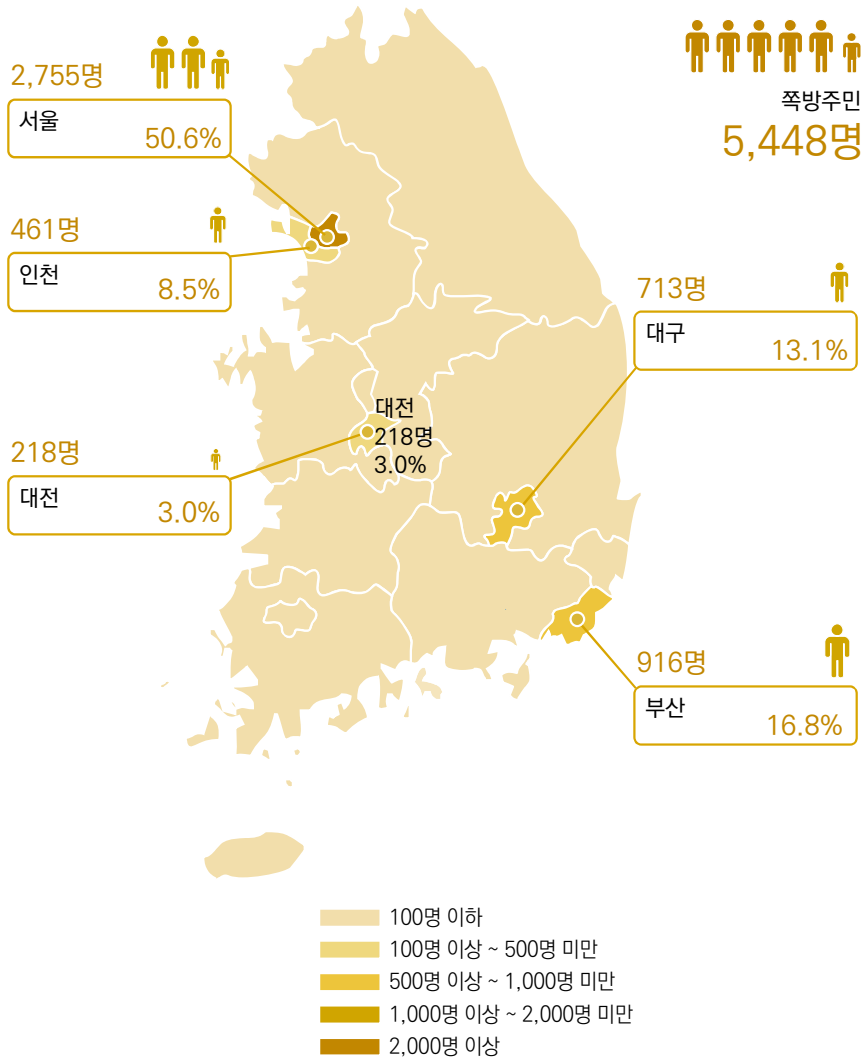 2,755명
서울
50.6%
쪽방주민
5,448명
461명
인천
8.5%
713명
대구
13.1%
대전
218명
3.0%
218명
대전
3.0%
916명
부산
16.8%
100명 이하
100명 이상 ~ 500명 미만
500명 이상 ~ 1,000명 미만
1,000명 이상 ~ 2,000명 미만
2,000명 이상